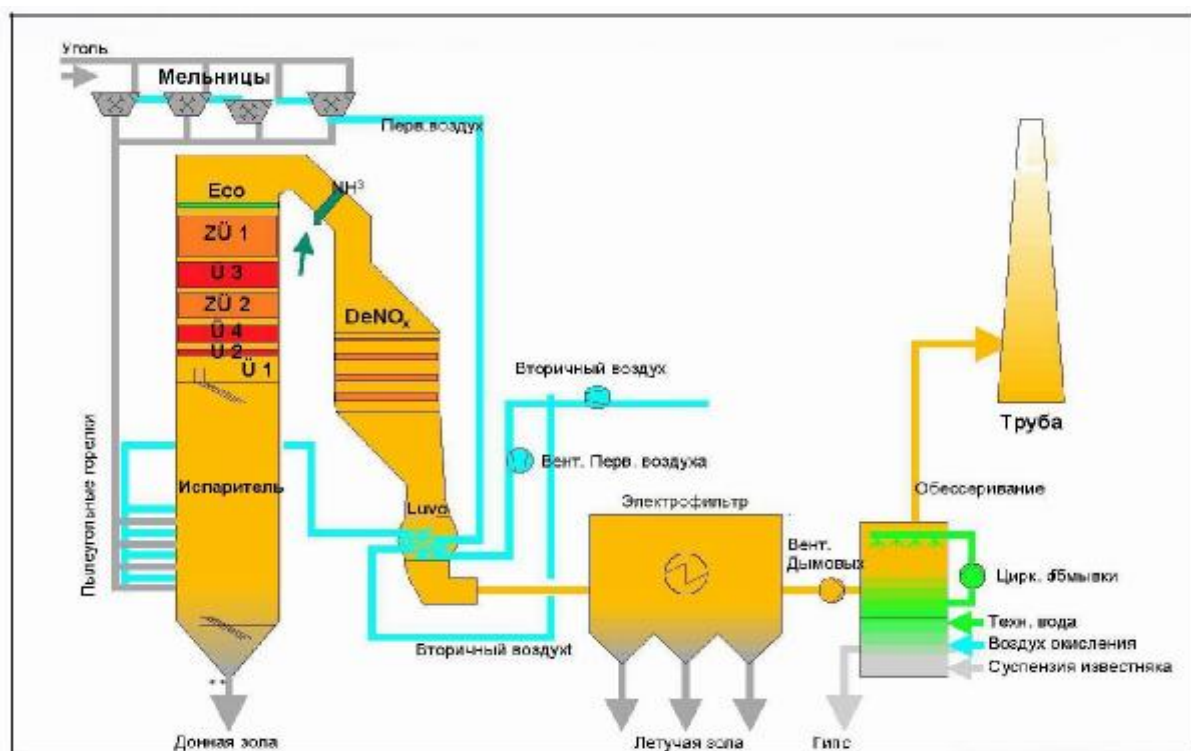 Уголь
Мельницы
Перв.воздух
NH³
Eco
ZÜ 1
Ü 3
ZÜ 2
Ü 4
Ü 2
Ü 1
DeNOx
Вторичный воздух
Труба
Вент. Перв. воздуха
Пылеугольные горелки
Испаритель
Luvo
Электрофильтр
Обессеривание
Вент.
Дымовых
Цирк. обмывки
Техн. вода
Воздух окисления
Суспензия известняка
Вторичный воздухt
Донная зола
Летучая зола
Гипс